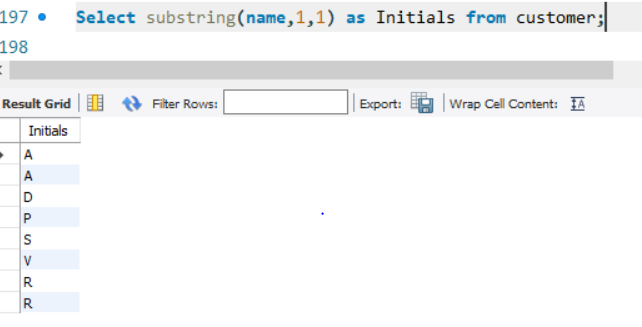 197 Select substring(name,1,1) as Initials from customer;
198
Result Grid Filter Rows: Export: Wrap Cell Content: IA
Initials
A
A
D
P
S
V
R
R